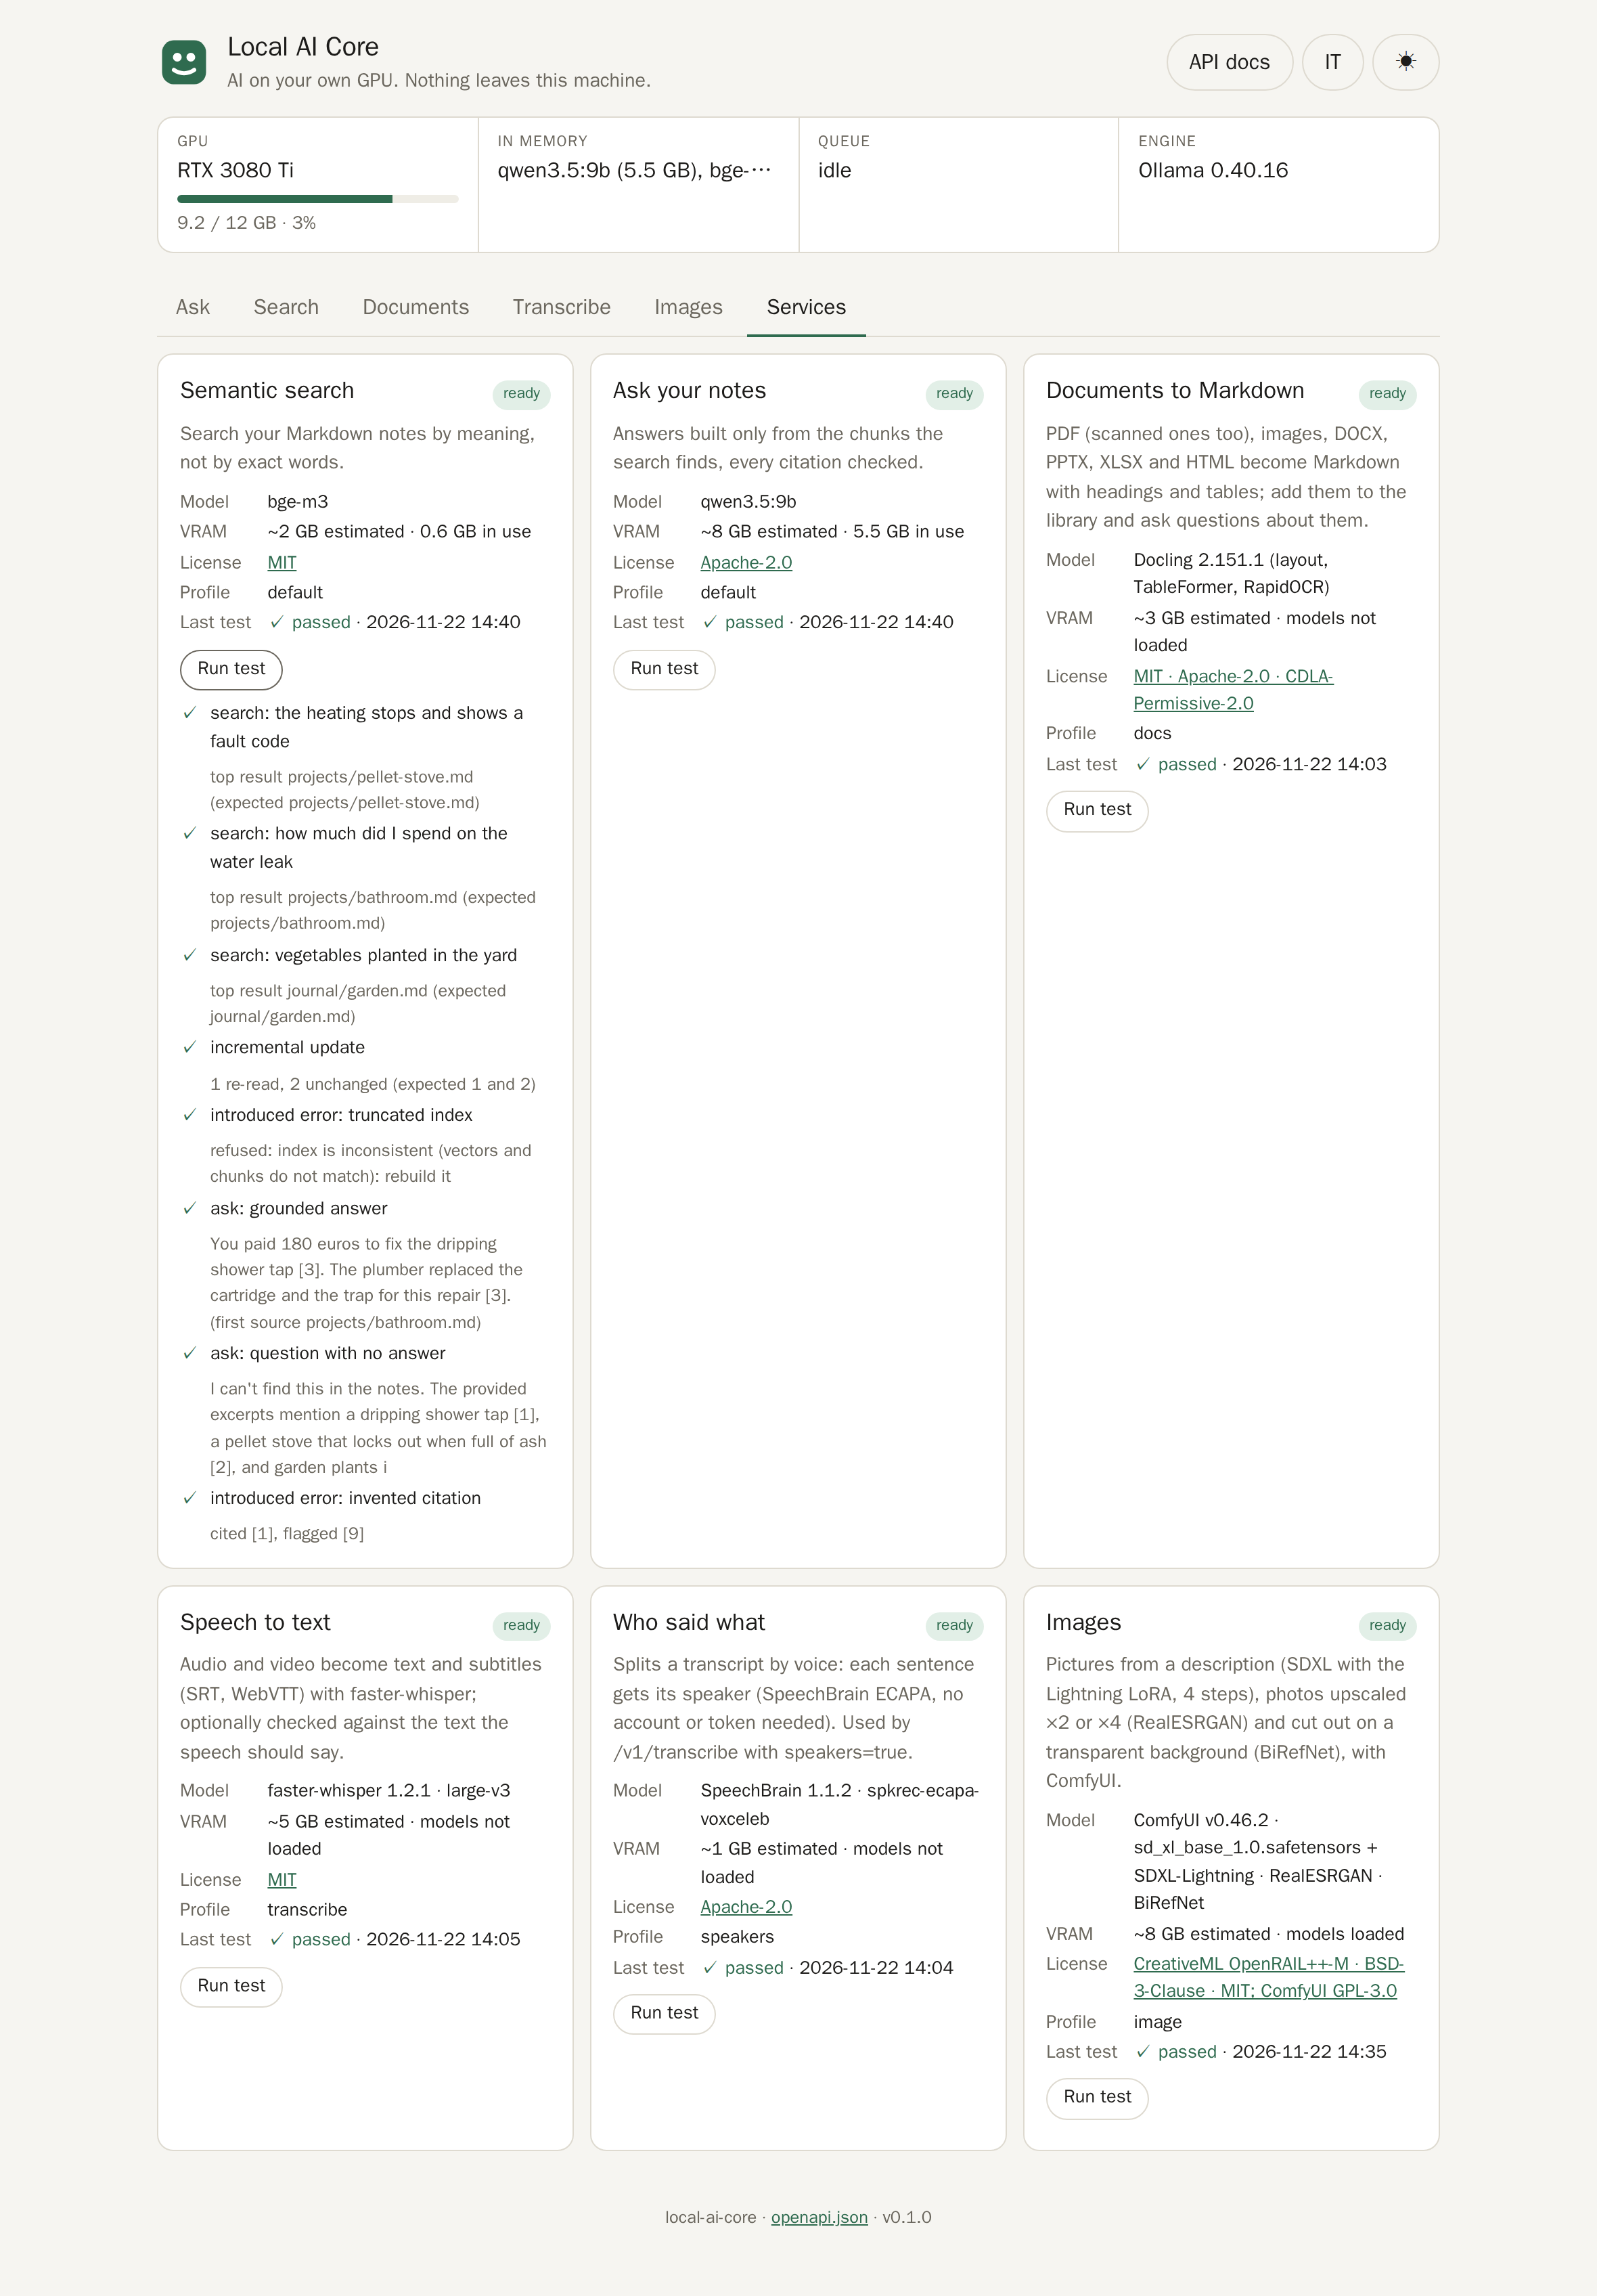 Local AI Core
AI on your own GPU. Nothing leaves this machine.
API docs
IT
GPU
RTX 3080 Ti
9.2 / 12 GB · 3%
IN MEMORY
qwen3.5:9b (5.5 GB), bge-···
QUEUE
idle
ENGINE
Ollama 0.40.16
Ask
Search
Documents
Transcribe
Images
Services
Semantic search
ready
Search your Markdown notes by meaning,
not by exact words.
Model bge-m3
VRAM ~2 GB estimated · 0.6 GB in use
License MIT
Profile default
Last test ✓ passed · 2026-11-22 14:40
Run test
✓ search: the heating stops and shows a
fault code
top result projects/pellet-stove.md
(expected projects/pellet-stove.md)
✓ search: how much did I spend on the
water leak
top result projects/bathroom.md (expected
projects/bathroom.md)
✓ search: vegetables planted in the yard
top result journal/garden.md (expected
journal/garden.md)
✓ incremental update
1 re-read, 2 unchanged (expected 1 and 2)
✓ introduced error: truncated index
refused: index is inconsistent (vectors and
chunks do not match): rebuild it
✓ ask: grounded answer
You paid 180 euros to fix the dripping
shower tap [3]. The plumber replaced the
cartridge and the trap for this repair [3].
(first source projects/bathroom.md)
✓ ask: question with no answer
I can't find this in the notes. The provided
excerpts mention a dripping shower tap [1],
a pellet stove that locks out when full of ash
[2], and garden plants i
✓ introduced error: invented citation
cited [1], flagged [9]
Ask your notes
ready
Answers built only from the chunks the
search finds, every citation checked.
Model qwen3.5:9b
VRAM ~8 GB estimated · 5.5 GB in use
License Apache-2.0
Profile default
Last test ✓ passed · 2026-11-22 14:40
Run test
Documents to Markdown
ready
PDF (scanned ones too), images, DOCX,
PPTX, XLSX and HTML become Markdown
with headings and tables; add them to the
library and ask questions about them.
Model Docling 2.151.1 (layout,
TableFormer, RapidOCR)
VRAM ~3 GB estimated · models not
loaded
License MIT · Apache-2.0 · CDLA-
Permissive-2.0
Profile docs
Last test ✓ passed · 2026-11-22 14:03
Run test
Speech to text
ready
Audio and video become text and subtitles
(SRT, WebVTT) with faster-whisper;
optionally checked against the text the
speech should say.
Model faster-whisper 1.2.1 · large-v3
VRAM ~5 GB estimated · models not
loaded
License MIT
Profile transcribe
Last test ✓ passed · 2026-11-22 14:05
Run test
Who said what
ready
Splits a transcript by voice: each sentence
gets its speaker (SpeechBrain ECAPA, no
account or token needed). Used by
/v1/transcribe with speakers=true.
Model SpeechBrain 1.1.2 · spkrec-ecapa-
voxceleb
VRAM ~1 GB estimated · models not
loaded
License Apache-2.0
Profile speakers
Last test ✓ passed · 2026-11-22 14:04
Run test
Images
ready
Pictures from a description (SDXL with the
Lightning LoRA, 4 steps), photos upscaled
×2 or ×4 (RealESRGAN) and cut out on a
transparent background (BiRefNet), with
ComfyUI.
Model ComfyUI v0.46.2 ·
sd_xl_base_1.0.safetensors +
SDXL-Lightning · RealESRGAN ·
BiRefNet
VRAM ~8 GB estimated · models loaded
License CreativeML OpenRAIL++-M · BSD-
3-Clause · MIT; ComfyUI GPL-3.0
Profile image
Last test ✓ passed · 2026-11-22 14:35
Run test
local-ai-core · openapi.json · v0.1.0